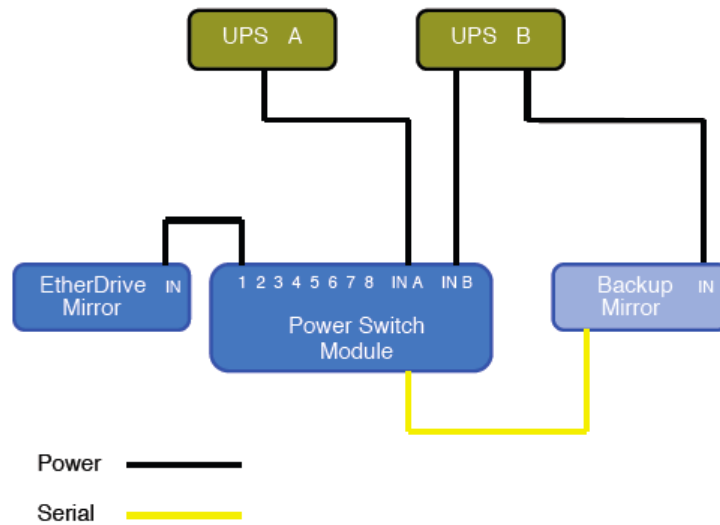 UPS A
UPS B
EtherDrive IN
Mirror
1 2 3 4 5 6 7 8 IN A IN B
Power Switch
Module
Backup IN
Mirror
Power
Serial